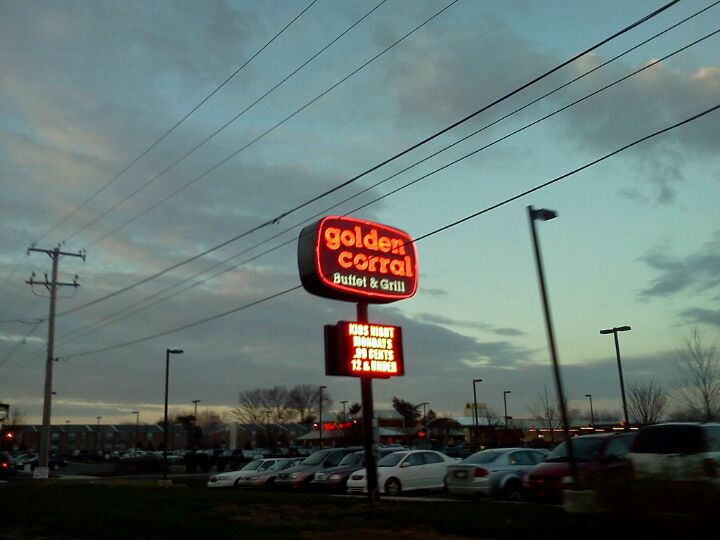 golden
corral
Buffet & Grill
KIDS NIGHT
MONDAYS
.99 CENTS
12 & UNDER